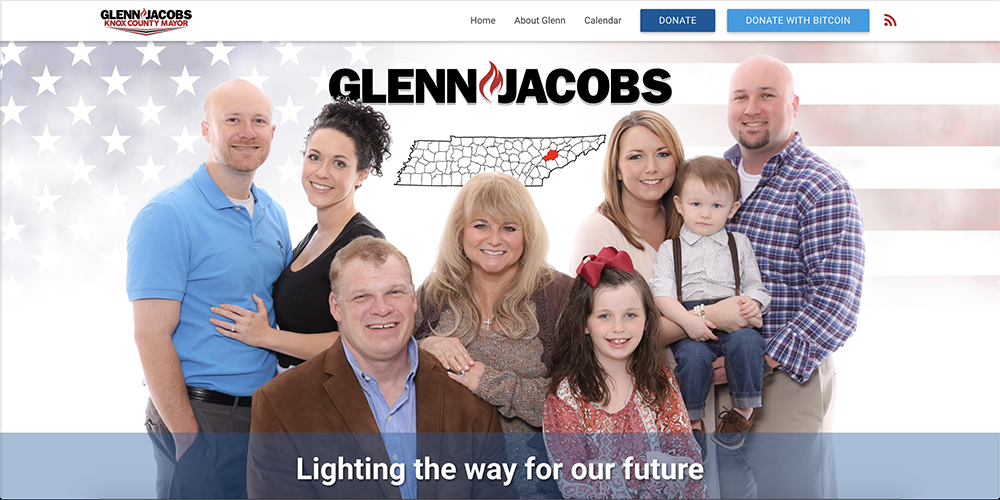 GLENN JACOBS
KNOX COUNTY MAYOR
Home About Glenn Calendar DONATE DONATE WITH BITCOIN
GLENN JACOBS
Lighting the way for our future